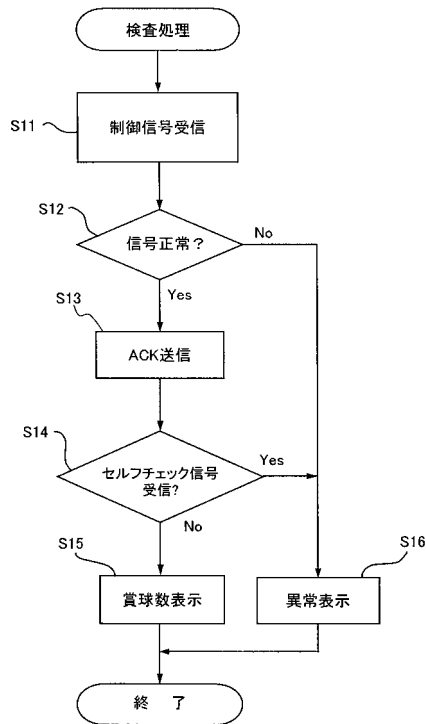 検査処理
S11
制御信号受信
S12
信号正常？
No
Yes
S13
ACK送信
S14
セルフチェック信号
受信?
Yes
No
S15
賞球数表示
S16
異常表示
終 了